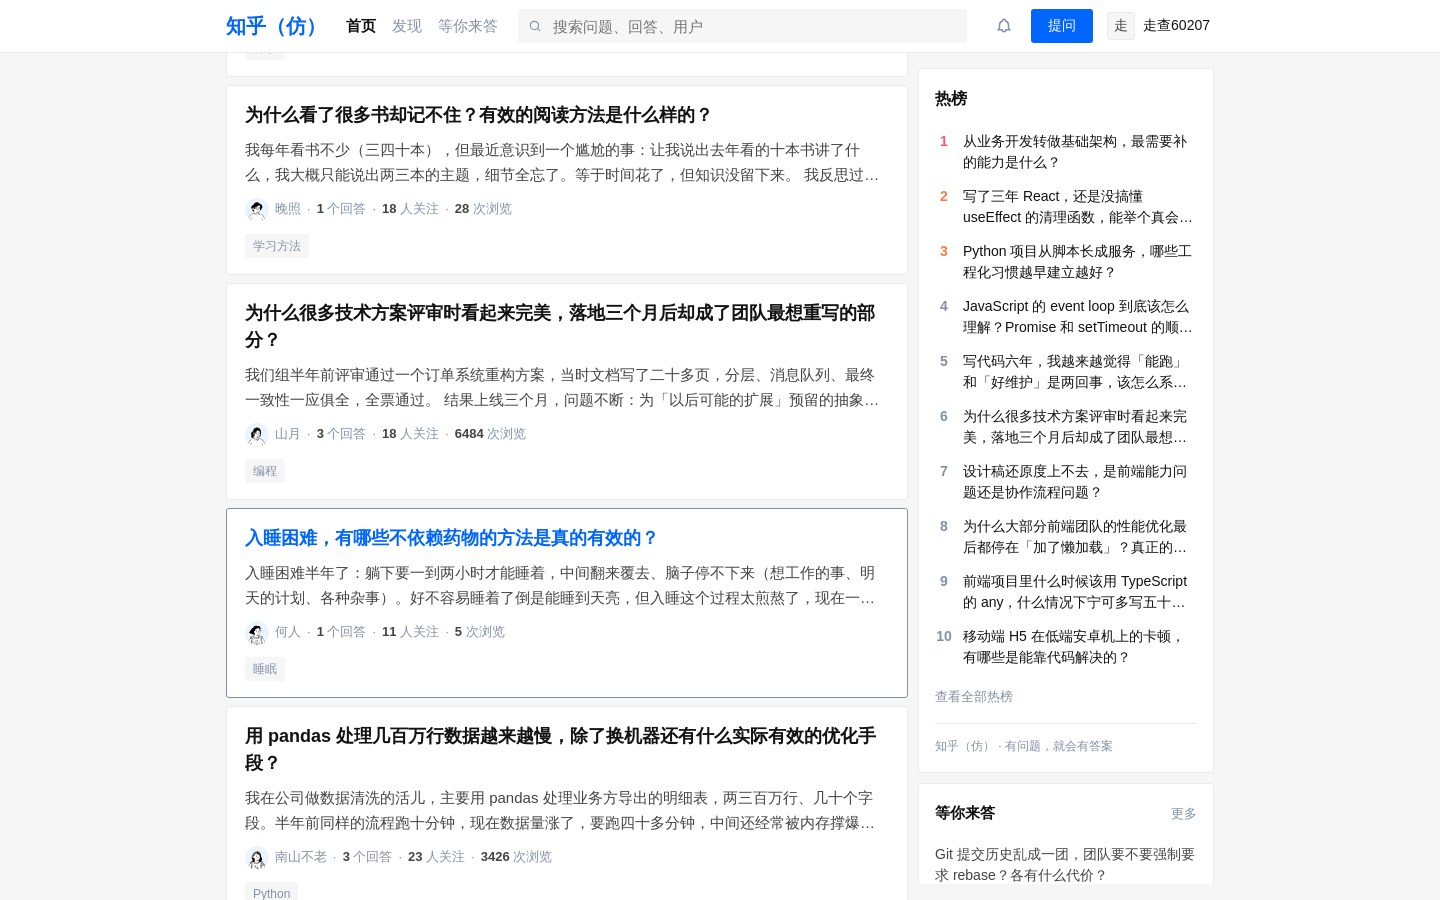 知乎（仿）
首页 发现 等你来答
搜索问题、回答、用户
提问
走 走查60207
为什么看了很多书却记不住？有效的阅读方法是什么样的？
我每年看书不少（三四十本），但最近意识到一个尴尬的事：让我说出去年看的十本书讲了什
么，我大概只能说出两三本的主题，细节全忘了。等于时间花了，但知识没留下来。 我反思过…
晚照 · 1 个回答 · 18 人关注 · 28 次浏览
学习方法
为什么很多技术方案评审时看起来完美，落地三个月后却成了团队最想重写的部
分？
我们组半年前评审通过一个订单系统重构方案，当时文档写了二十多页，分层、消息队列、最终
一致性一应俱全，全票通过。 结果上线三个月，问题不断：为「以后可能的扩展」预留的抽象…
山月 · 3 个回答 · 18 人关注 · 6484 次浏览
编程
入睡困难，有哪些不依赖药物的方法是真的有效的？
入睡困难半年了：躺下要一到两小时才能睡着，中间翻来覆去、脑子停不下来（想工作的事、明
天的计划、各种杂事）。好不容易睡着了倒是能睡到天亮，但入睡这个过程太煎熬了，现在一…
何人 · 1 个回答 · 11 人关注 · 5 次浏览
睡眠
用 pandas 处理几百万行数据越来越慢，除了换机器还有什么实际有效的优化手
段？
我在公司做数据清洗的活儿，主要用 pandas 处理业务方导出的明细表，两三百万行、几十个字
段。半年前同样的流程跑十分钟，现在数据量涨了，要跑四十多分钟，中间还经常被内存撑爆…
南山不老 · 3 个回答 · 23 人关注 · 3426 次浏览
Python
热榜
1 从业务开发转做基础架构，最需要补
的能力是什么？
2 写了三年 React，还是没搞懂
useEffect 的清理函数，能举个真会…
3 Python 项目从脚本长成服务，哪些工
程化习惯越早建立越好？
4 JavaScript 的 event loop 到底该怎么
理解？Promise 和 setTimeout 的顺…
5 写代码六年，我越来越觉得「能跑」
和「好维护」是两回事，该怎么系…
6 为什么很多技术方案评审时看起来完
美，落地三个月后却成了团队最想…
7 设计稿还原度上不去，是前端能力问
题还是协作流程问题？
8 为什么大部分前端团队的性能优化最
后都停在「加了懒加载」？真正的…
9 前端项目里什么时候该用 TypeScript
的 any，什么情况下宁可多写五十…
10 移动端 H5 在低端安卓机上的卡顿，
有哪些是能靠代码解决的？
查看全部热榜
知乎（仿） · 有问题，就会有答案
等你来答 更多
Git 提交历史乱成一团，团队要不要强制要
求 rebase？各有什么代价？